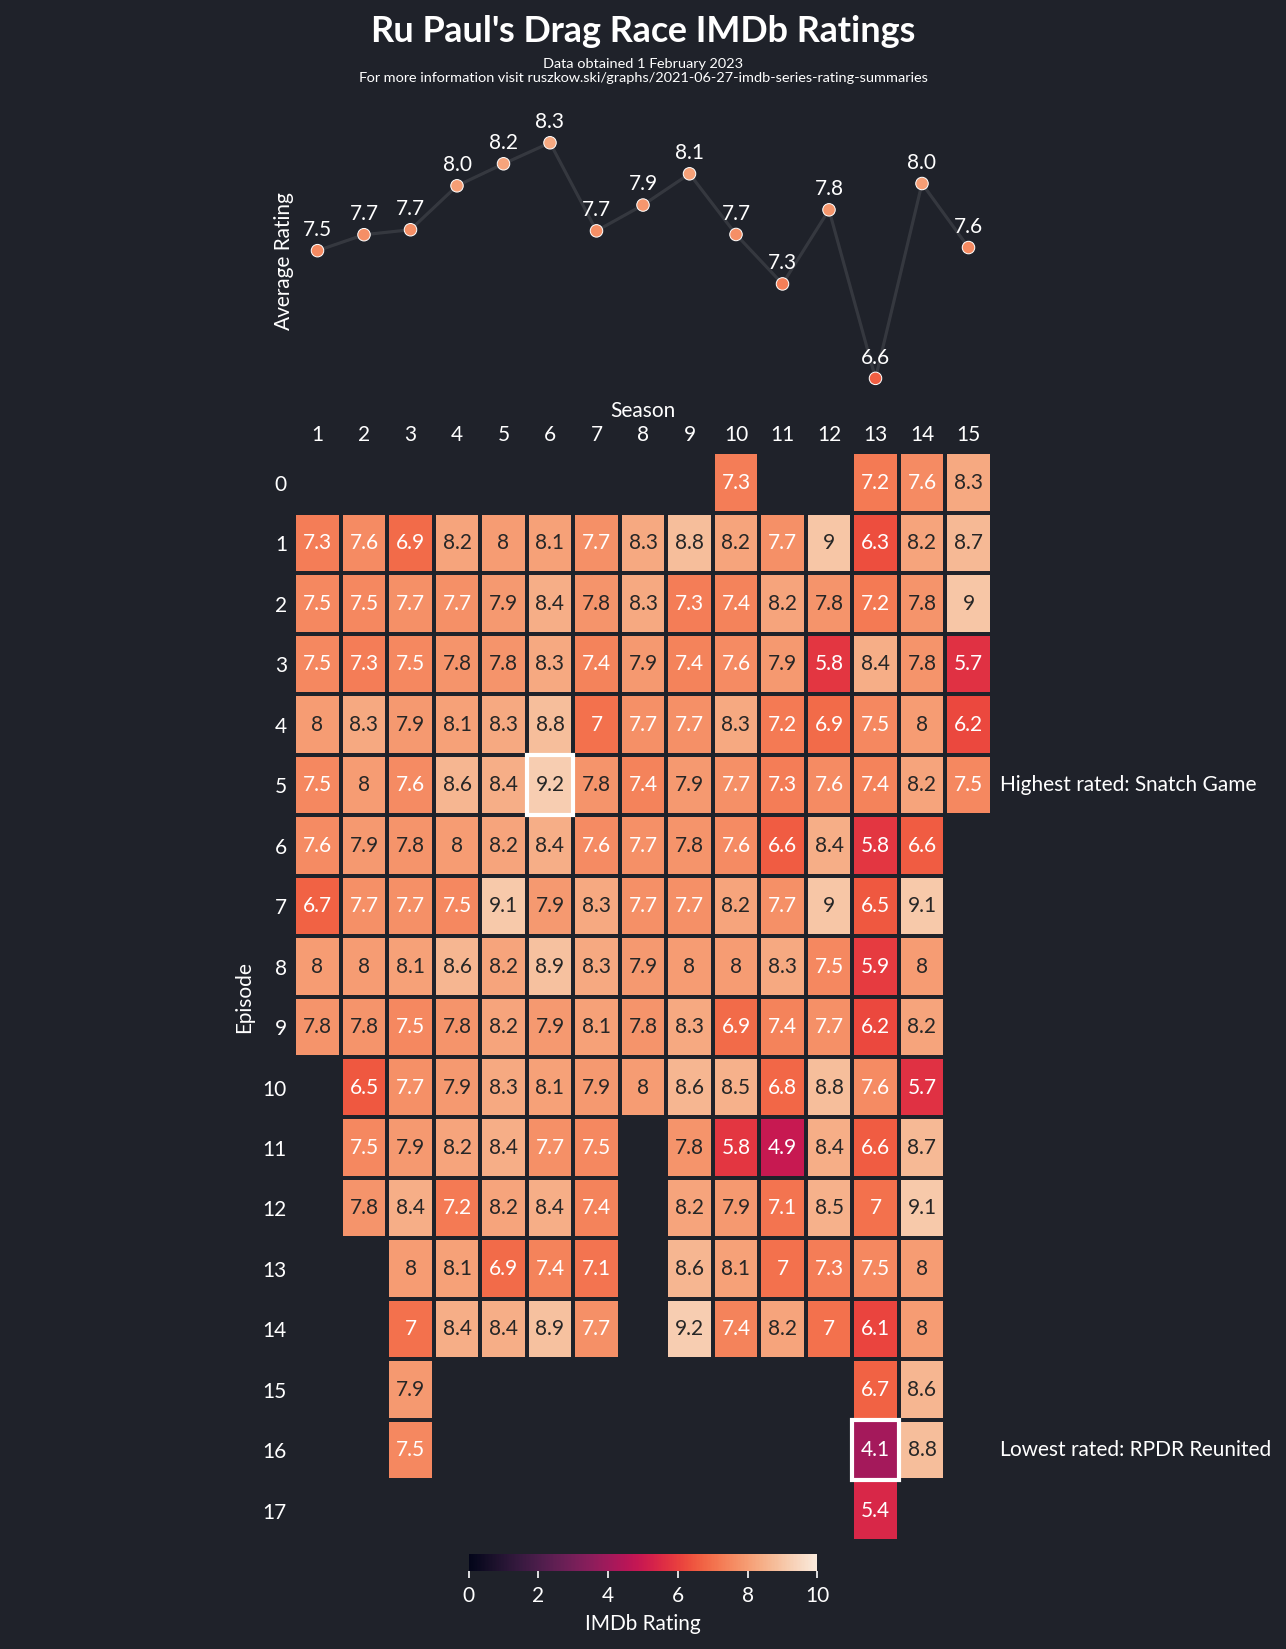 Ru Paul's Drag Race IMDb Ratings
Data obtained 1 February 2023
For more information visit ruszkow.ski/graphs/2021-06-27-imdb-series-rating-summaries
Average Rating
7.5 7.7 7.7 8.0 8.2 8.3 7.7 7.9 8.1 7.7 7.3 7.8 6.6 8.0 7.6
Season
1 2 3 4 5 6 7 8 9 10 11 12 13 14 15
Episode
0 7.3 7.2 7.6 8.3
1 7.3 7.6 6.9 8.2 8 8.1 7.7 8.3 8.8 8.2 7.7 9 6.3 8.2 8.7
2 7.5 7.5 7.7 7.7 7.9 8.4 7.8 8.3 7.3 7.4 8.2 7.8 7.2 7.8 9
3 7.5 7.3 7.5 7.8 7.8 8.3 7.4 7.9 7.4 7.6 7.9 5.8 8.4 7.8 5.7
4 8 8.3 7.9 8.1 8.3 8.8 7 7.7 7.7 8.3 7.2 6.9 7.5 8 6.2
5 7.5 8 7.6 8.6 8.4 9.2 7.8 7.4 7.9 7.7 7.3 7.6 7.4 8.2 7.5 Highest rated: Snatch Game
6 7.6 7.9 7.8 8 8.2 8.4 7.6 7.7 7.8 7.6 6.6 8.4 5.8 6.6
7 6.7 7.7 7.7 7.5 9.1 7.9 8.3 7.7 7.7 8.2 7.7 9 6.5 9.1
8 8 8 8.1 8.6 8.2 8.9 8.3 7.9 8 8 8.3 7.5 5.9 8
9 7.8 7.8 7.5 7.8 8.2 7.9 8.1 7.8 8.3 6.9 7.4 7.7 6.2 8.2
10 6.5 7.7 7.9 8.3 8.1 7.9 8 8.6 8.5 6.8 8.8 7.6 5.7
11 7.5 7.9 8.2 8.4 7.7 7.5 7.8 5.8 4.9 8.4 6.6 8.7
12 7.8 8.4 7.2 8.2 8.4 7.4 8.2 7.9 7.1 8.5 7 9.1
13 8 8.1 6.9 7.4 7.1 8.6 8.1 7 7.3 7.5 8
14 7 8.4 8.4 8.9 7.7 9.2 7.4 8.2 7 6.1 8
15 7.9 6.7 8.6
16 7.5 4.1 8.8 Lowest rated: RPDR Reunited
17 5.4
0 2 4 6 8 10
IMDb Rating